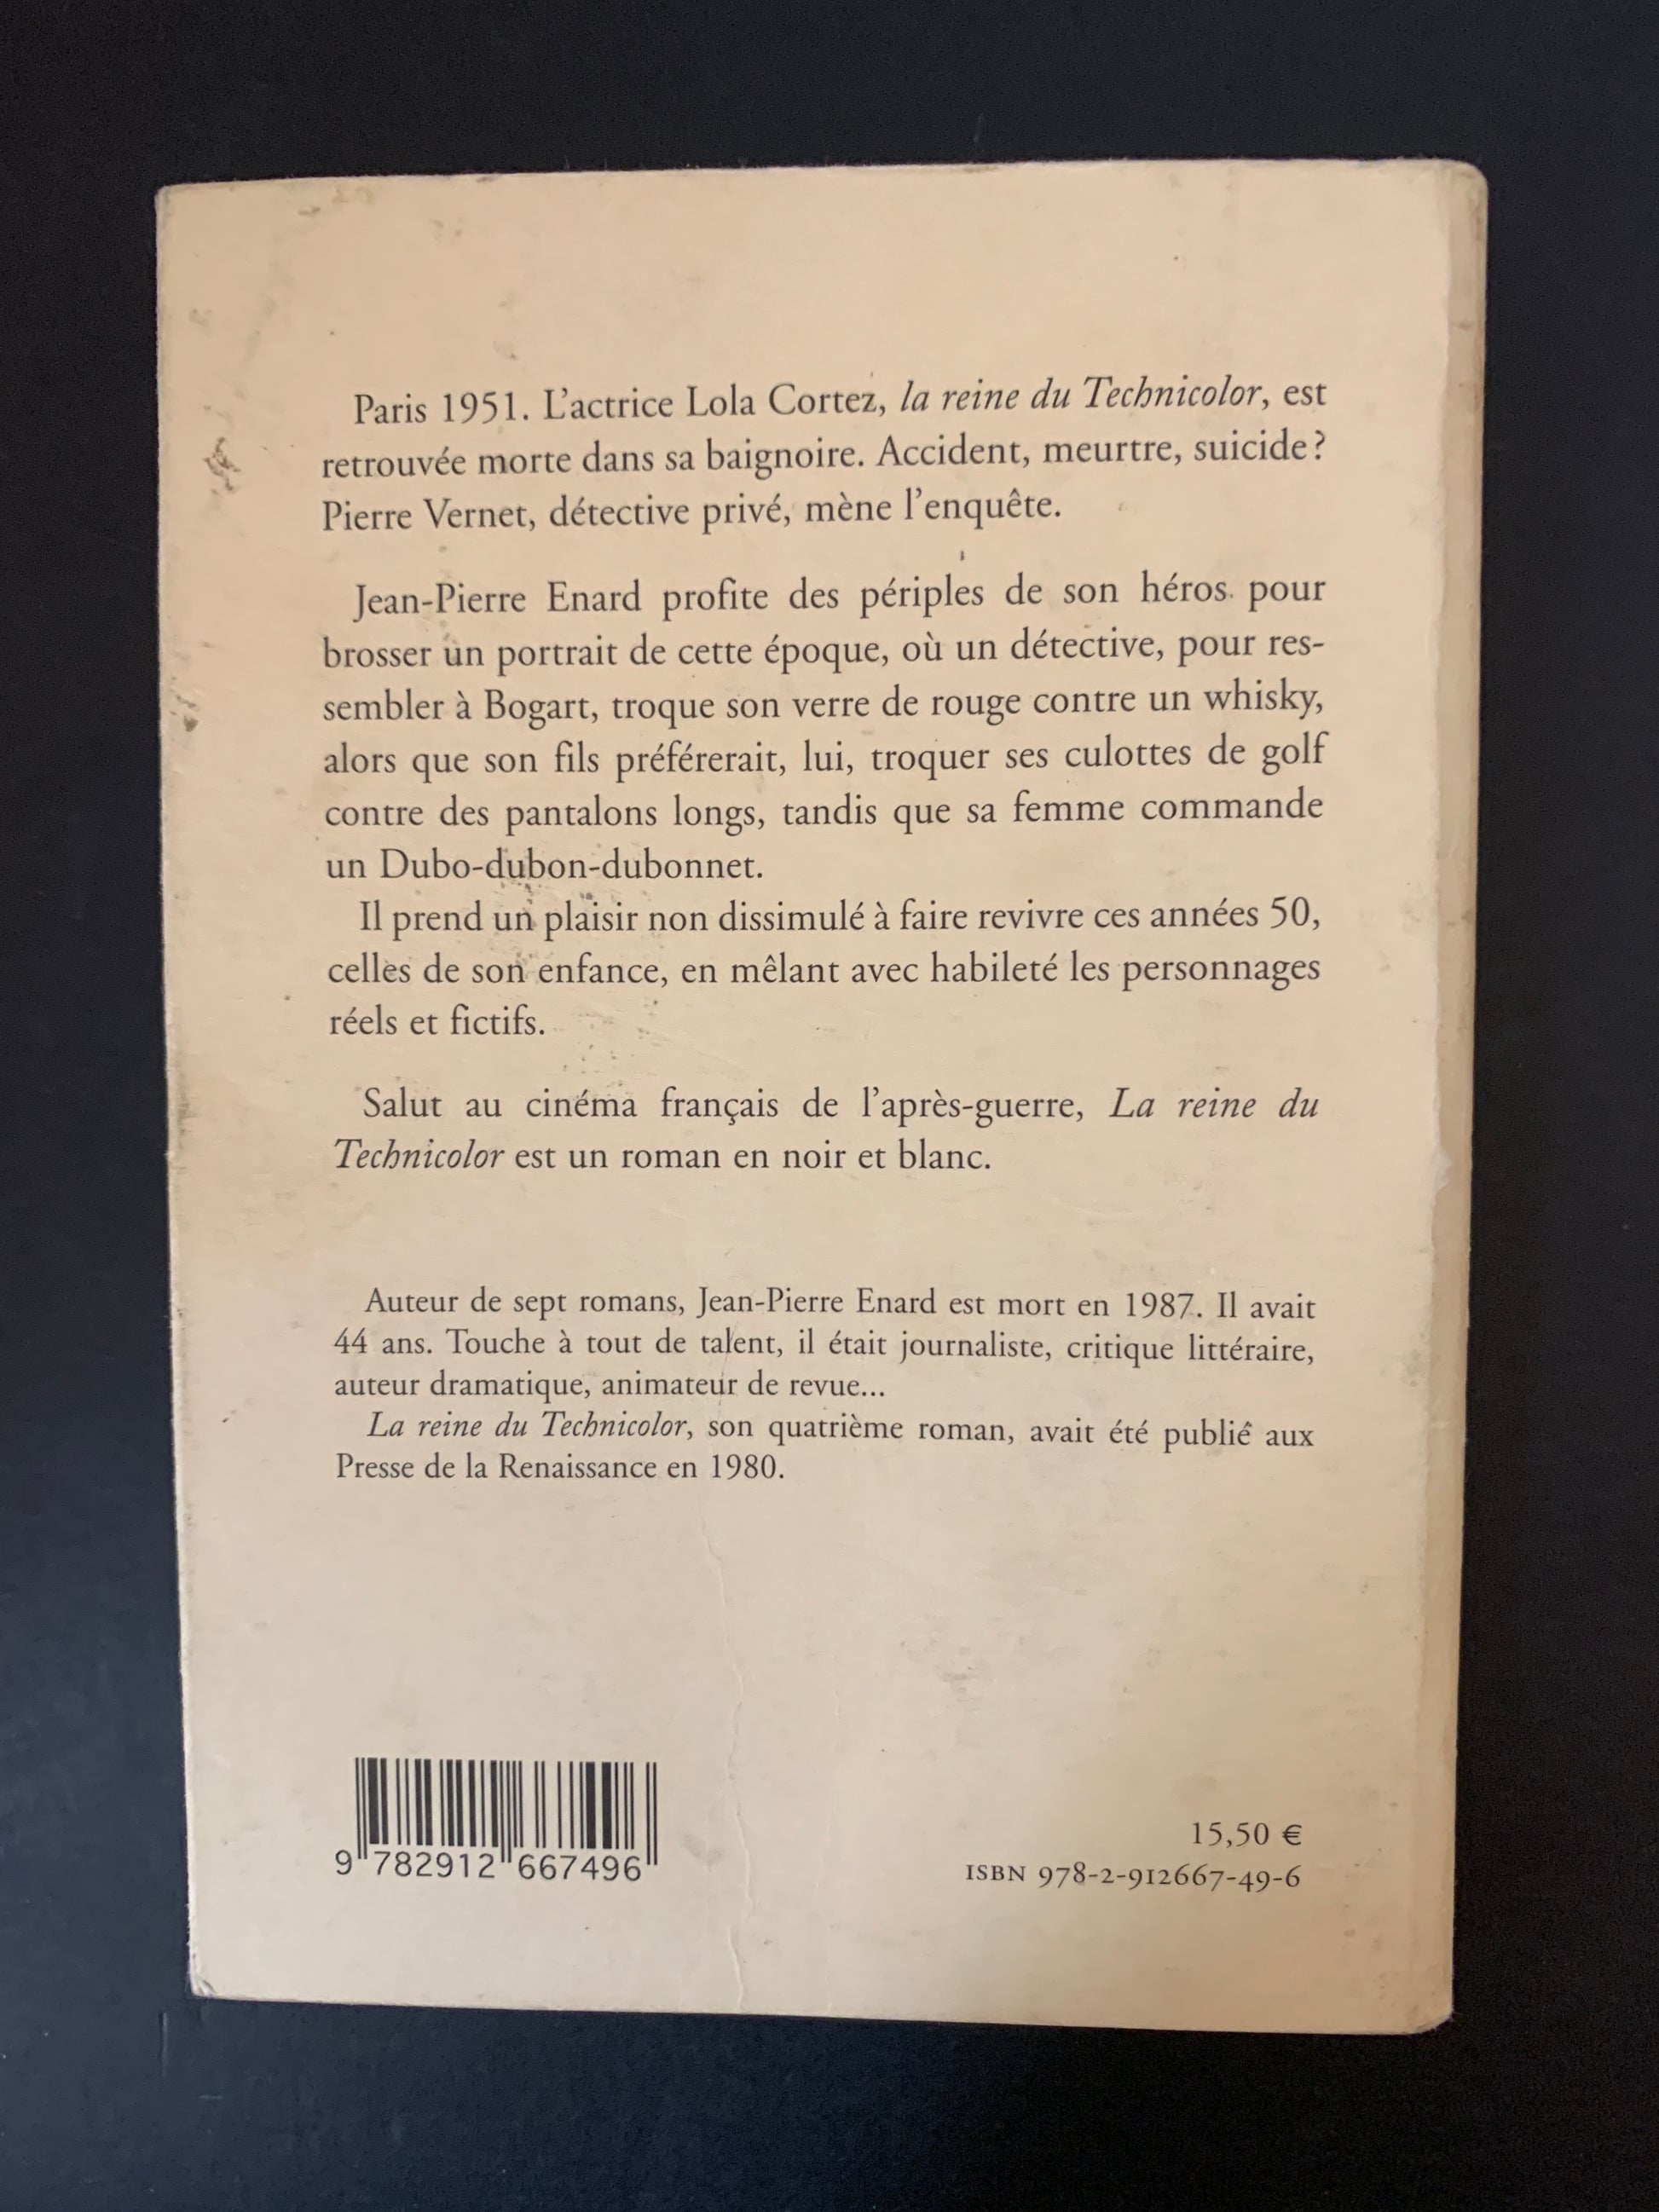 Paris 1951. L'actrice Lola Cortez, la reine du Technicolor, est
retrouvée morte dans sa baignoire. Accident, meurtre, suicide ?
Pierre Vernet, détective privé, mène l'enquête.
Jean-Pierre Enard profite des périples de son héros pour
brosser un portrait de cette époque, où un détective, pour res-
sembler à Bogart, troque son verre de rouge contre un whisky,
alors que son fils préférerait, lui, troquer ses culottes de golf
contre des pantalons longs, tandis que sa femme commande
un Dubo-dubon-dubonnet.
Il prend un plaisir non dissimulé à faire revivre ces années 50,
celles de son enfance, en mêlant avec habileté les personnages
réels et fictifs.
Salut au cinéma français de l'après-guerre, La reine du
Technicolor est un roman en noir et blanc.
Auteur de sept romans, Jean-Pierre Enard est mort en 1987. Il avait
44 ans. Touche à tout de talent, il était journaliste, critique littéraire,
auteur dramatique, animateur de revue...
La reine du Technicolor, son quatrième roman, avait été publié aux
Presse de la Renaissance en 1980.
9 782912 667496
15,50 €
ISBN 978-2-912667-49-6